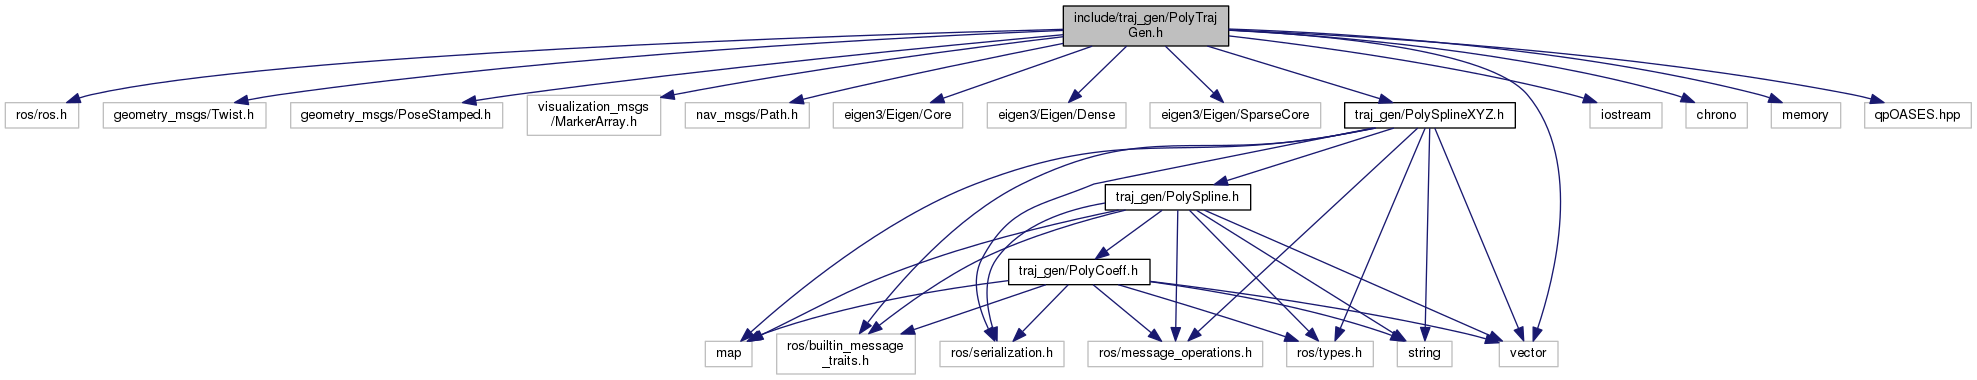 include/traj_gen/PolyTraj
Gen.h
ros/ros.h
geometry_msgs/Twist.h
geometry_msgs/PoseStamped.h
visualization_msgs
/MarkerArray.h
nav_msgs/Path.h
eigen3/Eigen/Core
eigen3/Eigen/Dense
eigen3/Eigen/SparseCore
traj_gen/PolySplineXYZ.h
iostream
chrono
memory
qpOASES.hpp
traj_gen/PolySpline.h
traj_gen/PolyCoeff.h
map
ros/builtin_message
_traits.h
ros/serialization.h
ros/message_operations.h
ros/types.h
string
vector